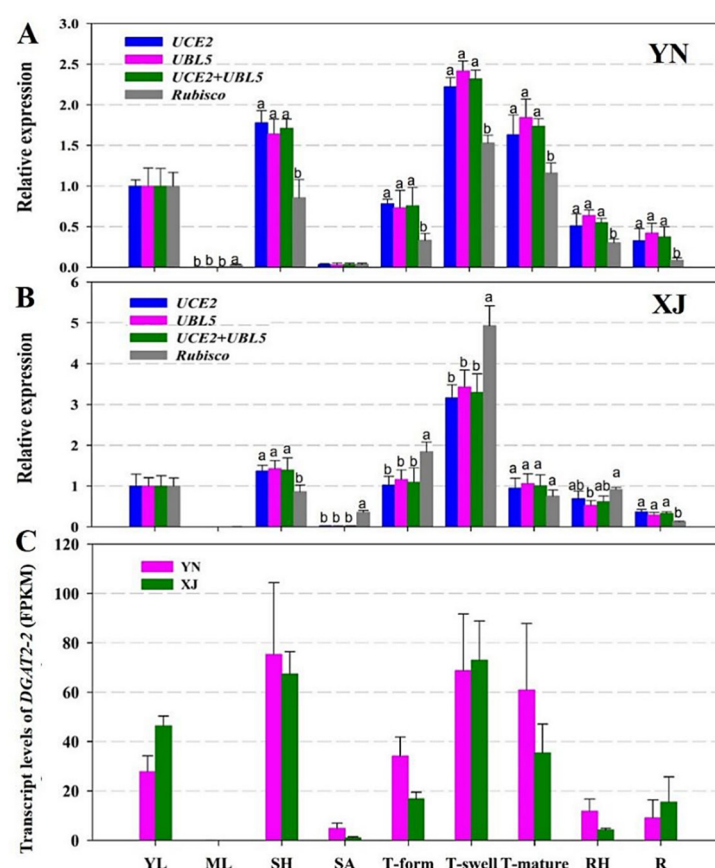 A
YN
UCE2
UBL5
UCE2+UBL5
Rubisco
Relative expression
3.0
2.5
2.0
1.5
1.0
0.5
0.0
b b b a
a a a b
a a a b
a a a b
a a a b
a a a b
a a a b
B
XJ
UCE2
UBL5
UCE2+UBL5
Rubisco
Relative expression
6
5
4
3
2
1
0
a a a b
b b b a
b b b a
b b b a
a a a a
ab b ab a
a a a b
C
YN
XJ
Transcript levels of DGAT2-2 (FPKM)
120
100
80
60
40
20
0
YL ML SH SA T-form T-swell T-mature RH R